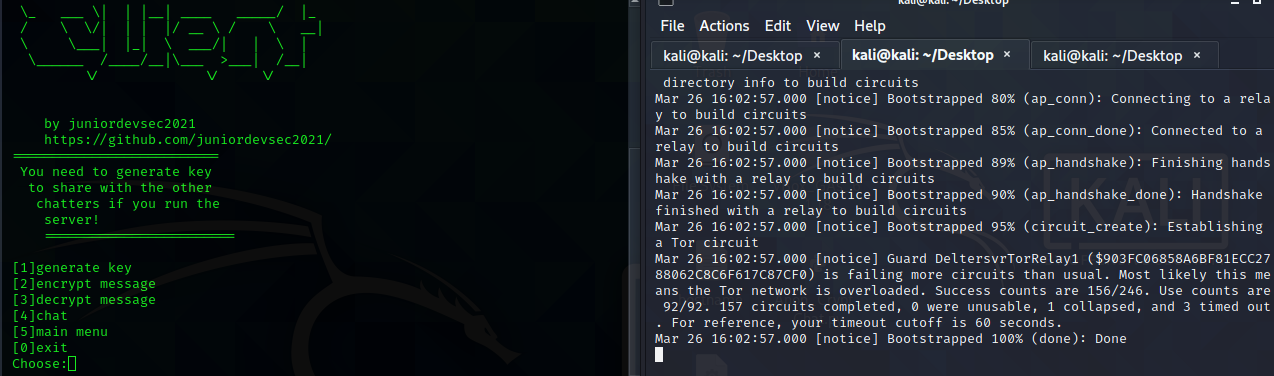 by juniordevsec2021
https://github.com/juniordevsec2021/
You need to generate key
to share with the other
chatters if you run the
server!
[1]generate key
[2]encrypt message
[3]decrypt message
[4]chat
[5]main menu
[0]exit
Choose:
kali@kali: ~/Desktop
File Actions Edit View Help
kali@kali: ~/Desktop × kali@kali: ~/Desktop × kali@kali: ~/Desktop ×
directory info to build circuits
Mar 26 16:02:57.000 [notice] Bootstrapped 80% (ap_conn): Connecting to a rela
y to build circuits
Mar 26 16:02:57.000 [notice] Bootstrapped 85% (ap_conn_done): Connected to a
relay to build circuits
Mar 26 16:02:57.000 [notice] Bootstrapped 89% (ap_handshake): Finishing hands
hake with a relay to build circuits
Mar 26 16:02:57.000 [notice] Bootstrapped 90% (ap_handshake_done): Handshake
finished with a relay to build circuits
Mar 26 16:02:57.000 [notice] Bootstrapped 95% (circuit_create): Establishing
a Tor circuit
Mar 26 16:02:57.000 [notice] Guard DeltersvrTorRelay1 ($903FC06858A6BF81ECC27
88062C8C6F617C87CF0) is failing more circuits than usual. Most likely this me
ans the Tor network is overloaded. Success counts are 156/246. Use counts are
92/92. 157 circuits completed, 0 were unusable, 1 collapsed, and 3 timed out
. For reference, your timeout cutoff is 60 seconds.
Mar 26 16:02:57.000 [notice] Bootstrapped 100% (done): Done